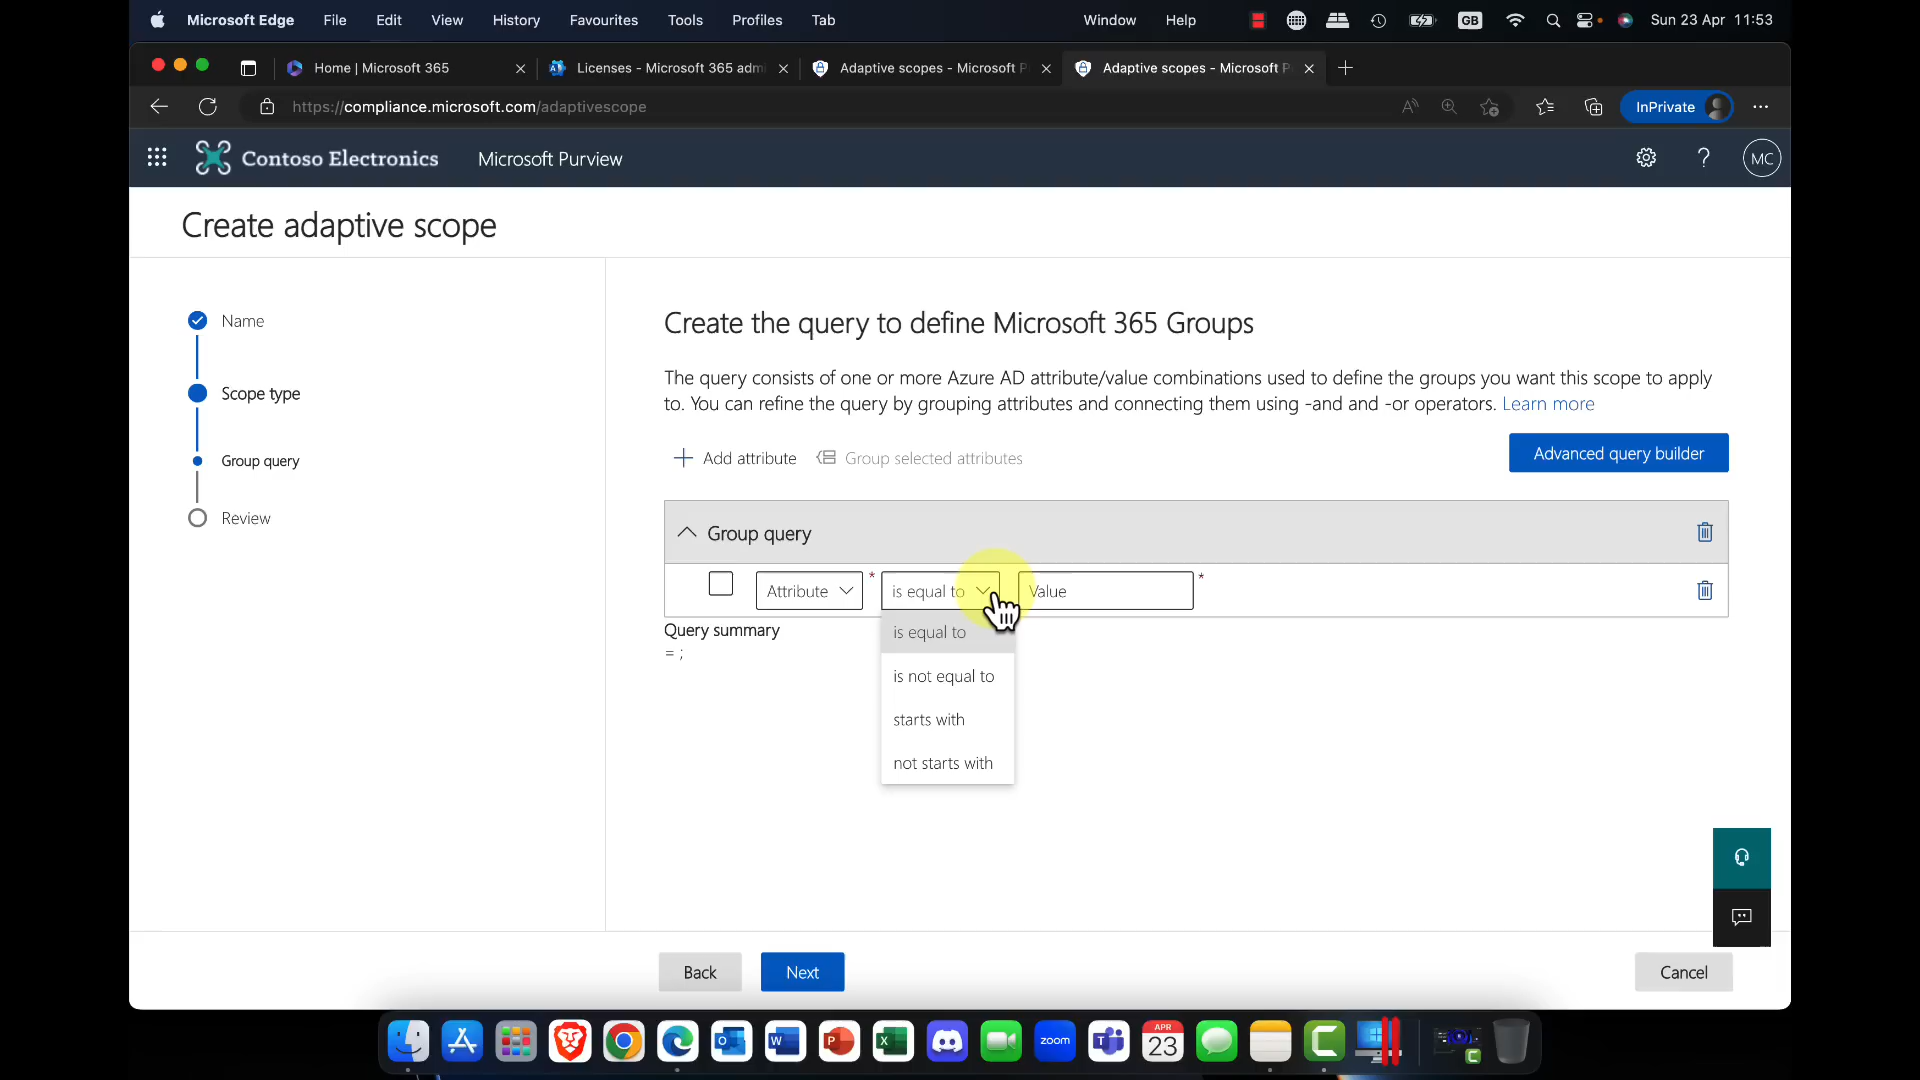 Microsoft Edge File Edit View History Favourites Tools Profiles Tab Window Help GB Sun 23 Apr 11:53
Home | Microsoft 365
Licenses - Microsoft 365 adm
Adaptive scopes - Microsoft P
Adaptive scopes - Microsoft P
https://compliance.microsoft.com/adaptivescope
InPrivate
Contoso Electronics Microsoft Purview
MC
Create adaptive scope
Name
Scope type
Group query
Review
Create the query to define Microsoft 365 Groups
The query consists of one or more Azure AD attribute/value combinations used to define the groups you want this scope to apply
to. You can refine the query by grouping attributes and connecting them using -and and -or operators. Learn more
Add attribute Group selected attributes
Advanced query builder
Group query
Attribute * is equal to Value *
is equal to
is not equal to
starts with
not starts with
Query summary
= ;
Back Next Cancel
zoom
APR
23